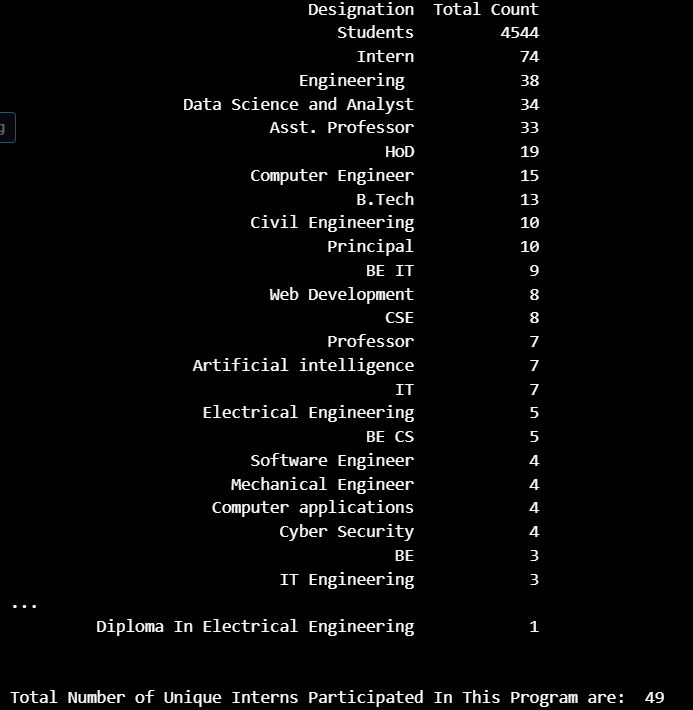 Designation Total Count
Students 4544
Intern 74
Engineering 38
Data Science and Analyst 34
Asst. Professor 33
HoD 19
Computer Engineer 15
B.Tech 13
Civil Engineering 10
Principal 10
BE IT 9
Web Development 8
CSE 8
Professor 7
Artificial intelligence 7
IT 7
Electrical Engineering 5
BE CS 5
Software Engineer 4
Mechanical Engineer 4
Computer applications 4
Cyber Security 4
BE 3
IT Engineering 3
...
Diploma In Electrical Engineering 1
Total Number of Unique Interns Participated In This Program are: 49